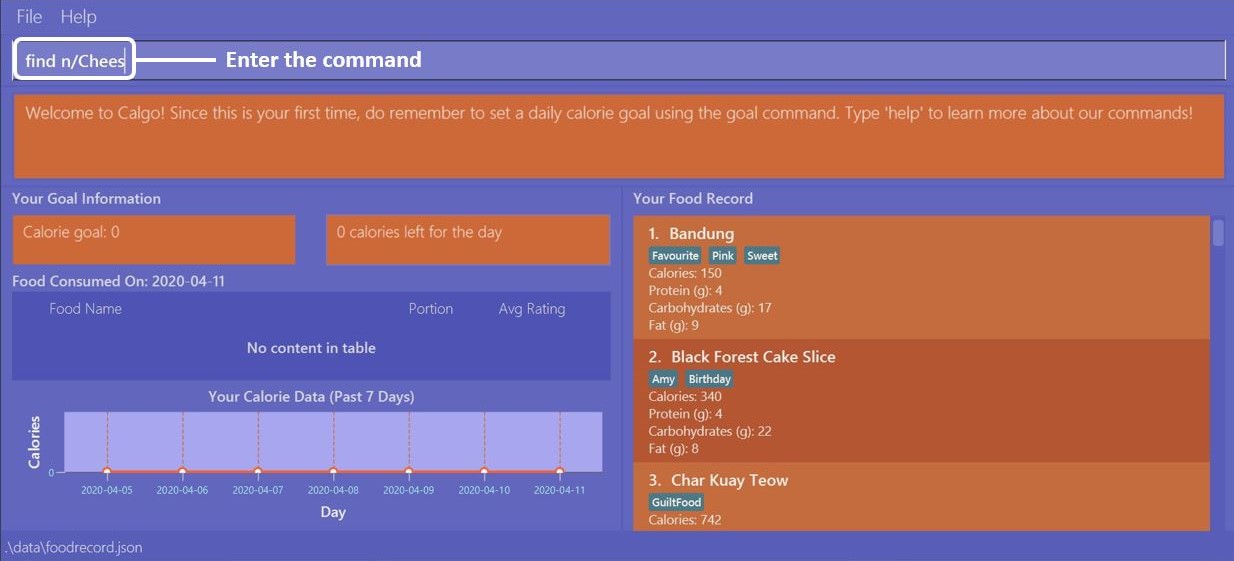 File Help
find n/Chees
Enter the command
Welcome to Calgo! Since this is your first time, do remember to set a daily calorie goal using the goal command. Type 'help' to learn more about our commands!
Your Goal Information
Calorie goal: 0
0 calories left for the day
Food Consumed On: 2020-04-11
Food Name Portion Avg Rating
No content in table
Your Calorie Data (Past 7 Days)
Calories
0
2020-04-05 2020-04-06 2020-04-07 2020-04-08 2020-04-09 2020-04-10 2020-04-11
Day
Your Food Record
1. Bandung
Favourite Pink Sweet
Calories: 150
Protein (g): 4
Carbohydrates (g): 17
Fat (g): 9
2. Black Forest Cake Slice
Amy Birthday
Calories: 340
Protein (g): 4
Carbohydrates (g): 22
Fat (g): 8
3. Char Kuay Teow
GuiltFood
Calories: 742
.\data\foodrecord.json